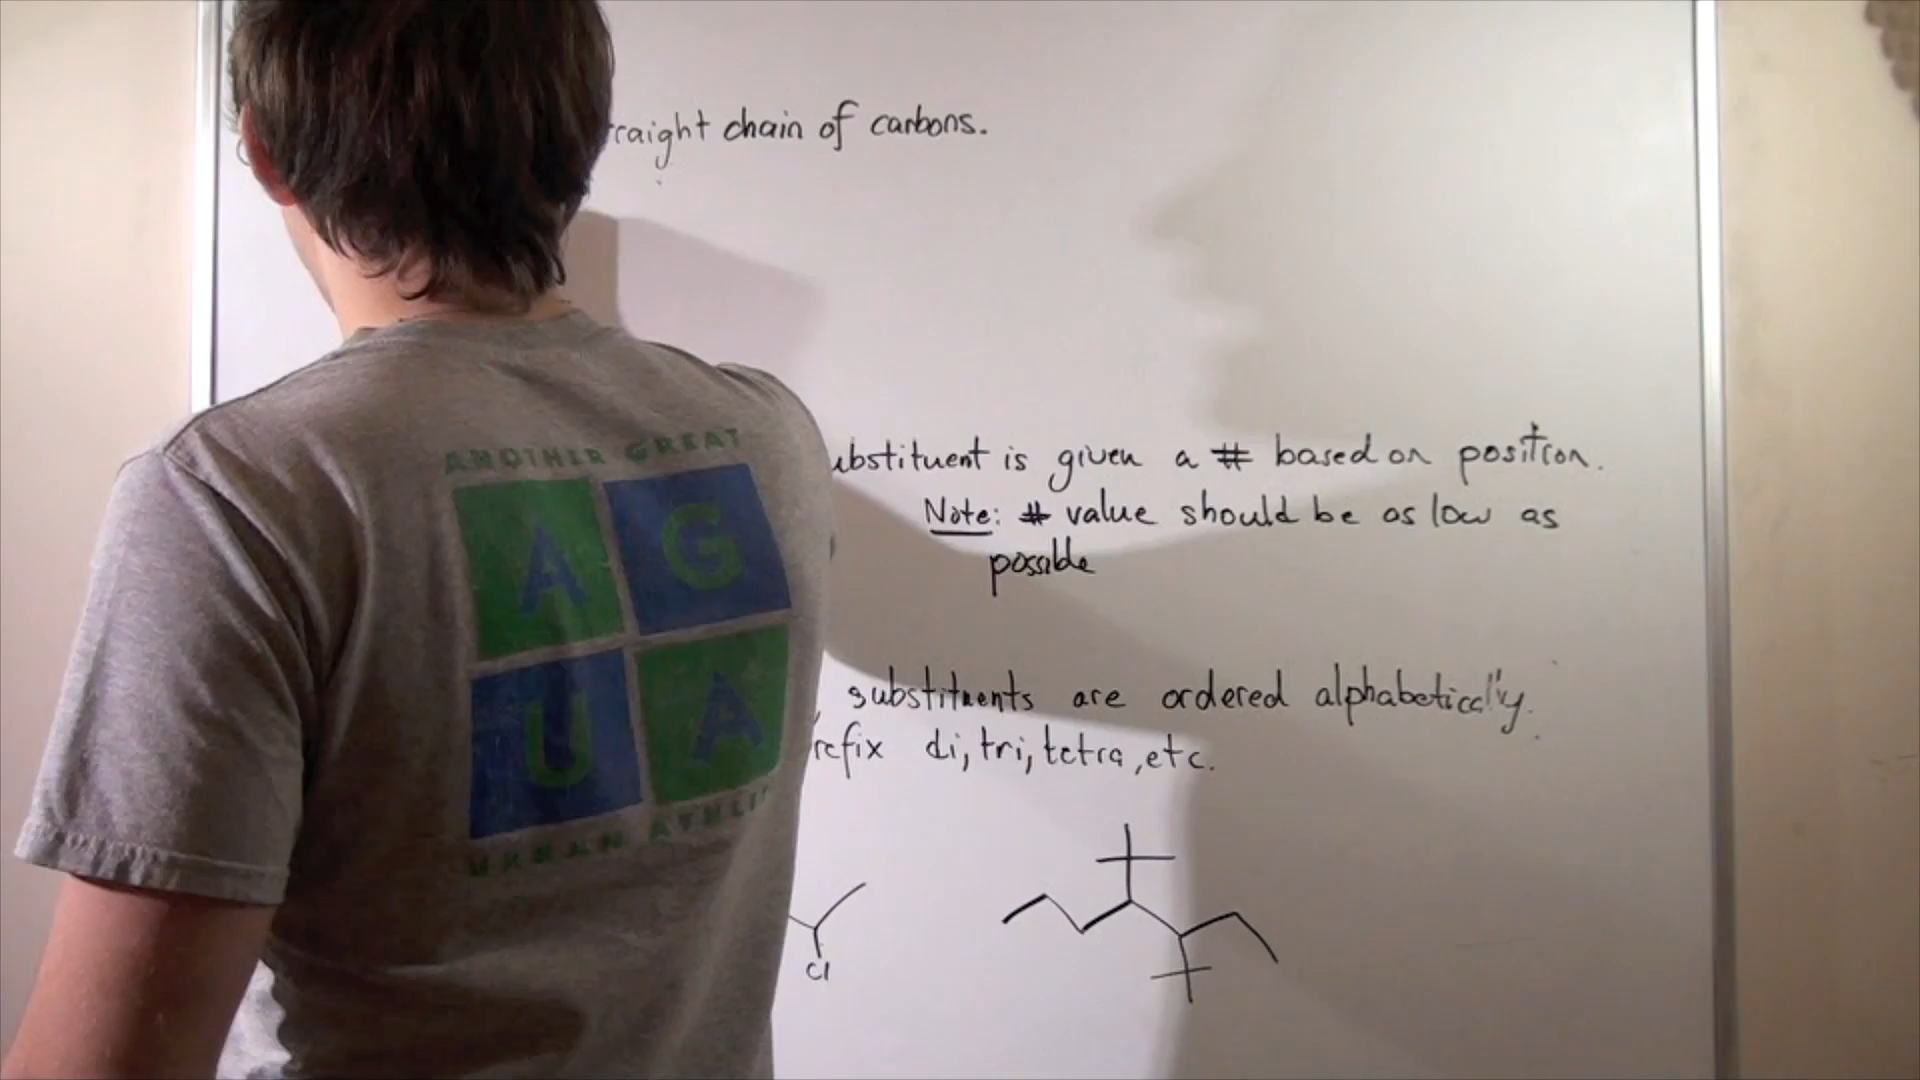 raight chain of carbons.
ubstituent is given a # based on position.
Note: # value should be as low as
possible
substituents are ordered alphabetically.
refix di, tri, tetra, etc.
Cl
ANOTHER GREAT
A G
U A
URBAN ATHL